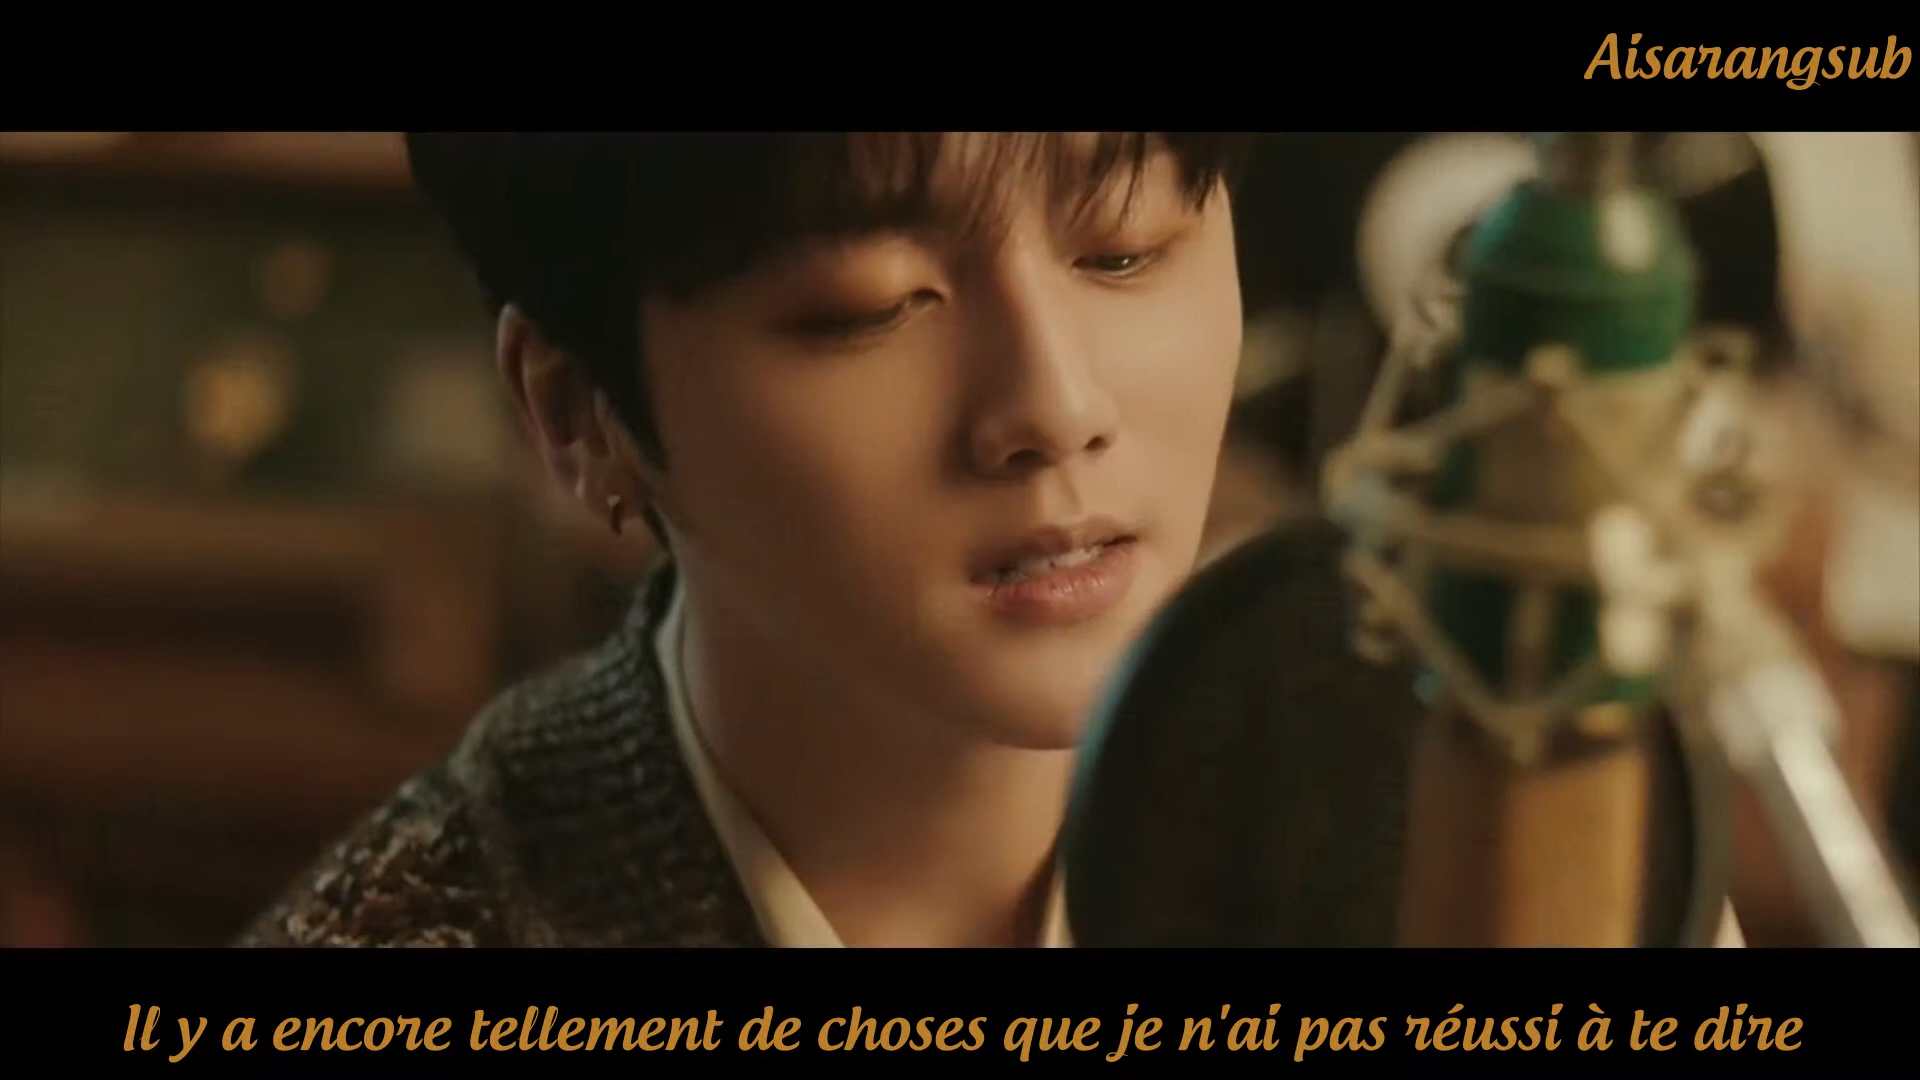 Aisarangsub
Il y a encore tellement de choses que je n'ai pas réussi à te dire